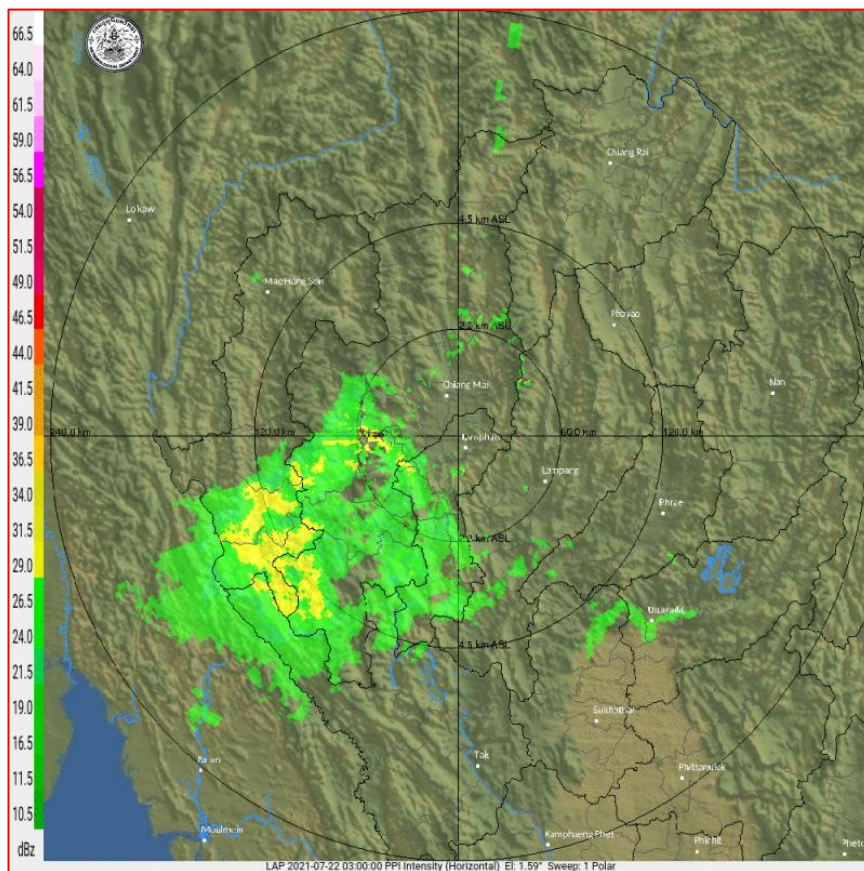 66.5
64.0
61.5
59.0
56.5
54.0
51.5
49.0
46.5
44.0
41.5
39.0
36.5
34.0
31.5
29.0
26.5
24.0
21.5
19.0
16.5
11.5
10.5
dBz
Chiang Rai
Loikaw
4.5 km ASL
Mae Hong Son
Phayao
Chiang Mai
Nan
240.0 km
120.0 km
60.0 km
120.0 km
Lamphun
Lampang
Phrae
4.5 km ASL
Uttaradit
Sukhothai
Tak
Pa'an
Phitsanulok
Moulmein
Kamphaeng Phet
Phichit
LAP 2021-07-22 03:00:00 PPI Intensity (Horizontal) El: 1.59° Sweep: 1 Polar